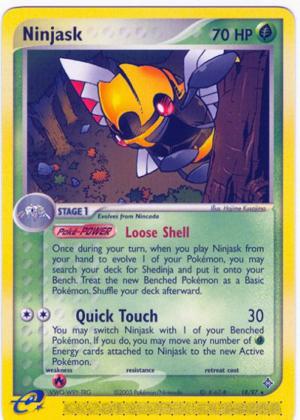 Ninjask 70 HP
STAGE 1
Evolves from Nincada
Illus. Hajime Kusajima
Poké-POWER Loose Shell
Once during your turn, when you play Ninjask from
your hand to evolve 1 of your Pokémon, you may
search your deck for Shedinja and put it onto your
Bench. Treat the new Benched Pokémon as a Basic
Pokémon. Shuffle your deck afterward.
Quick Touch 30
You may switch Ninjask with 1 of your Benched
Pokémon. If you do, you may move any number of
Energy cards attached to Ninjask to the new Active
Pokémon.
weakness resistance retreat cost
©2003 Pokémon/Nintendo 18/97
e